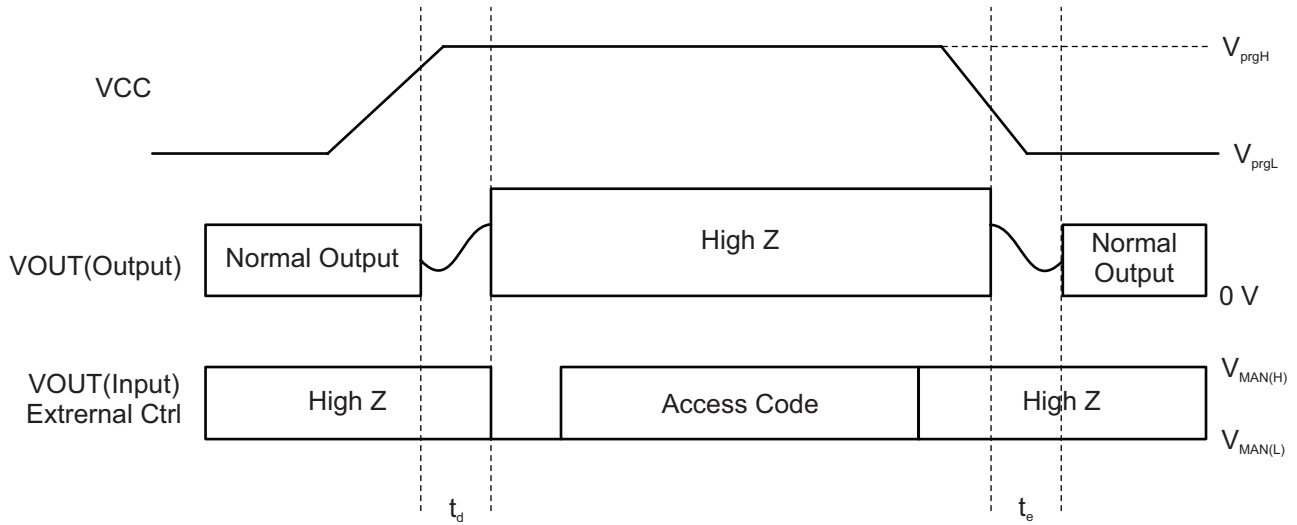 VCC
V_prgH
V_prgL
VOUT(Output)
Normal Output
High Z
Normal
Output
0 V
VOUT(Input)
Extrernal Ctrl
High Z
Access Code
High Z
V_MAN(H)
V_MAN(L)
t_d
t_e